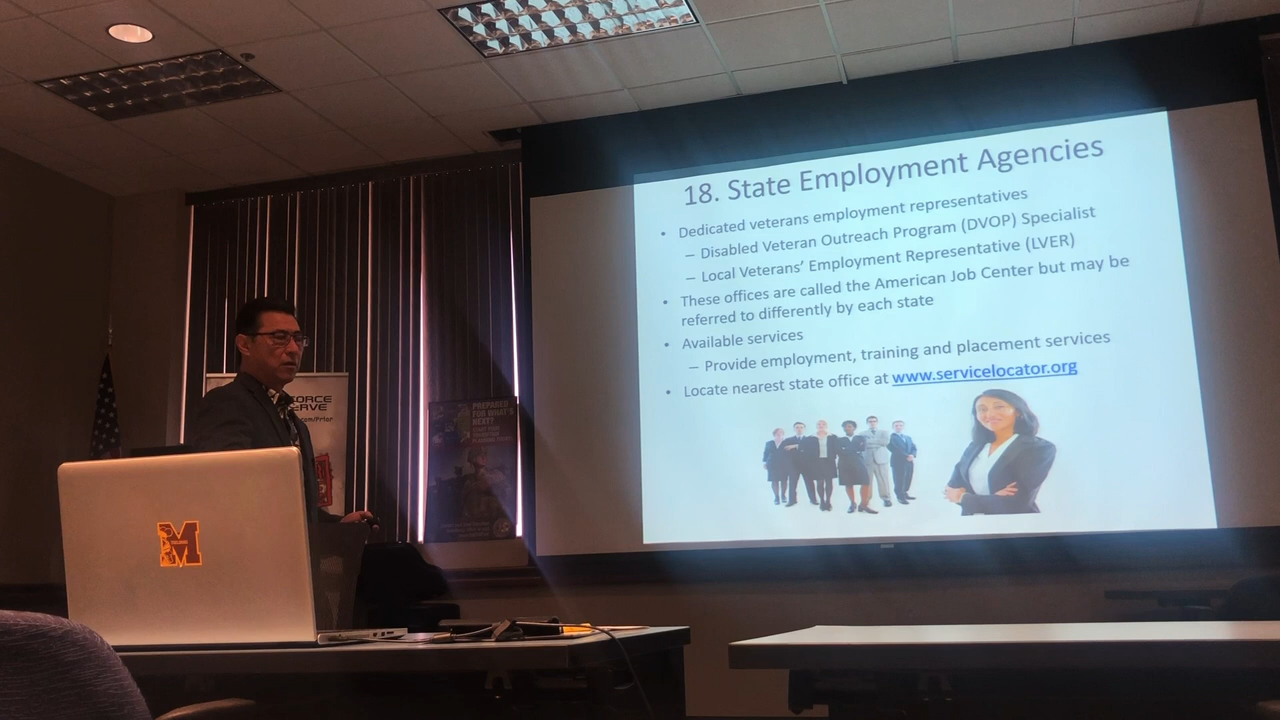 18. State Employment Agencies
• Dedicated veterans employment representatives
– Disabled Veteran Outreach Program (DVOP) Specialist
– Local Veterans' Employment Representative (LVER)
• These offices are called the American Job Center but may be
referred to differently by each state
• Available services
– Provide employment, training and placement services
• Locate nearest state office at www.servicelocator.org
FORCE
ERVE
PREPARED
FOR WHAT'S
NEXT?
M